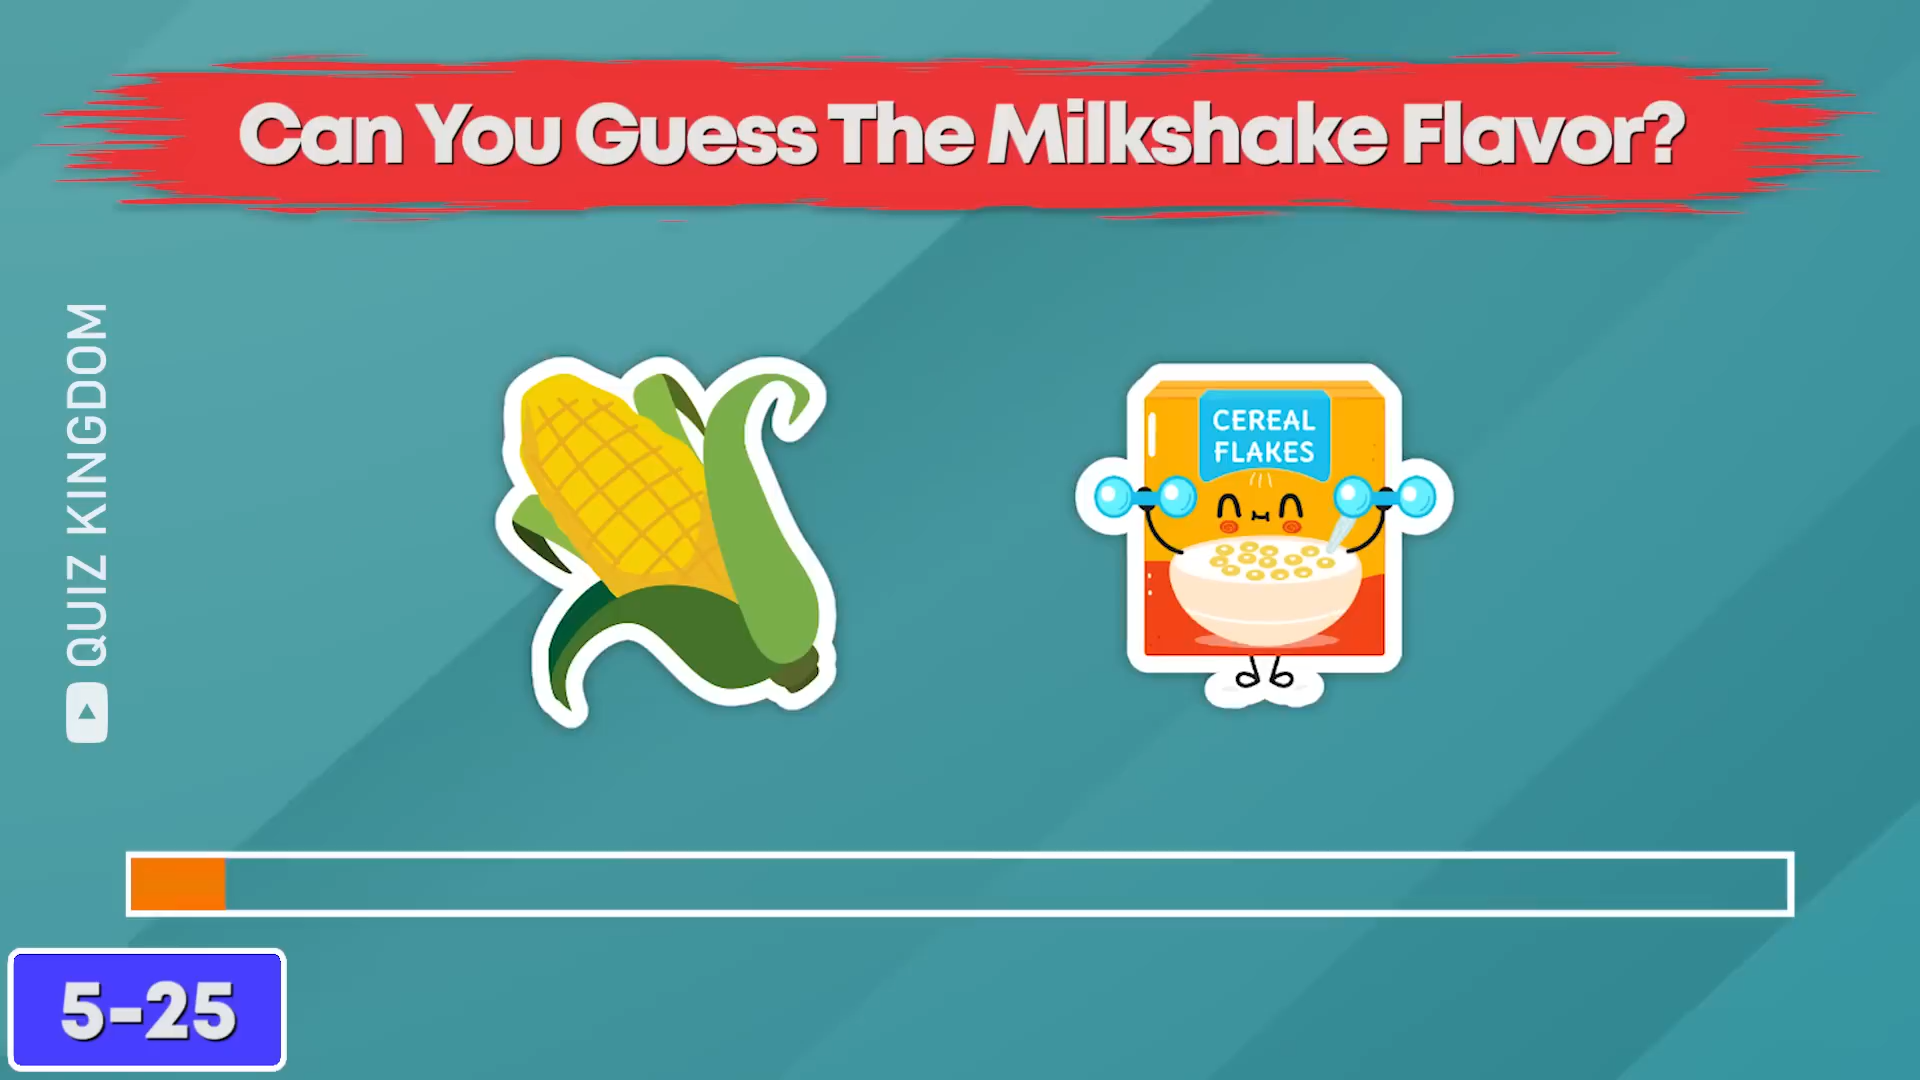 Can You Guess The Milkshake Flavor?
QUIZ KINGDOM
CEREAL
FLAKES
5-25